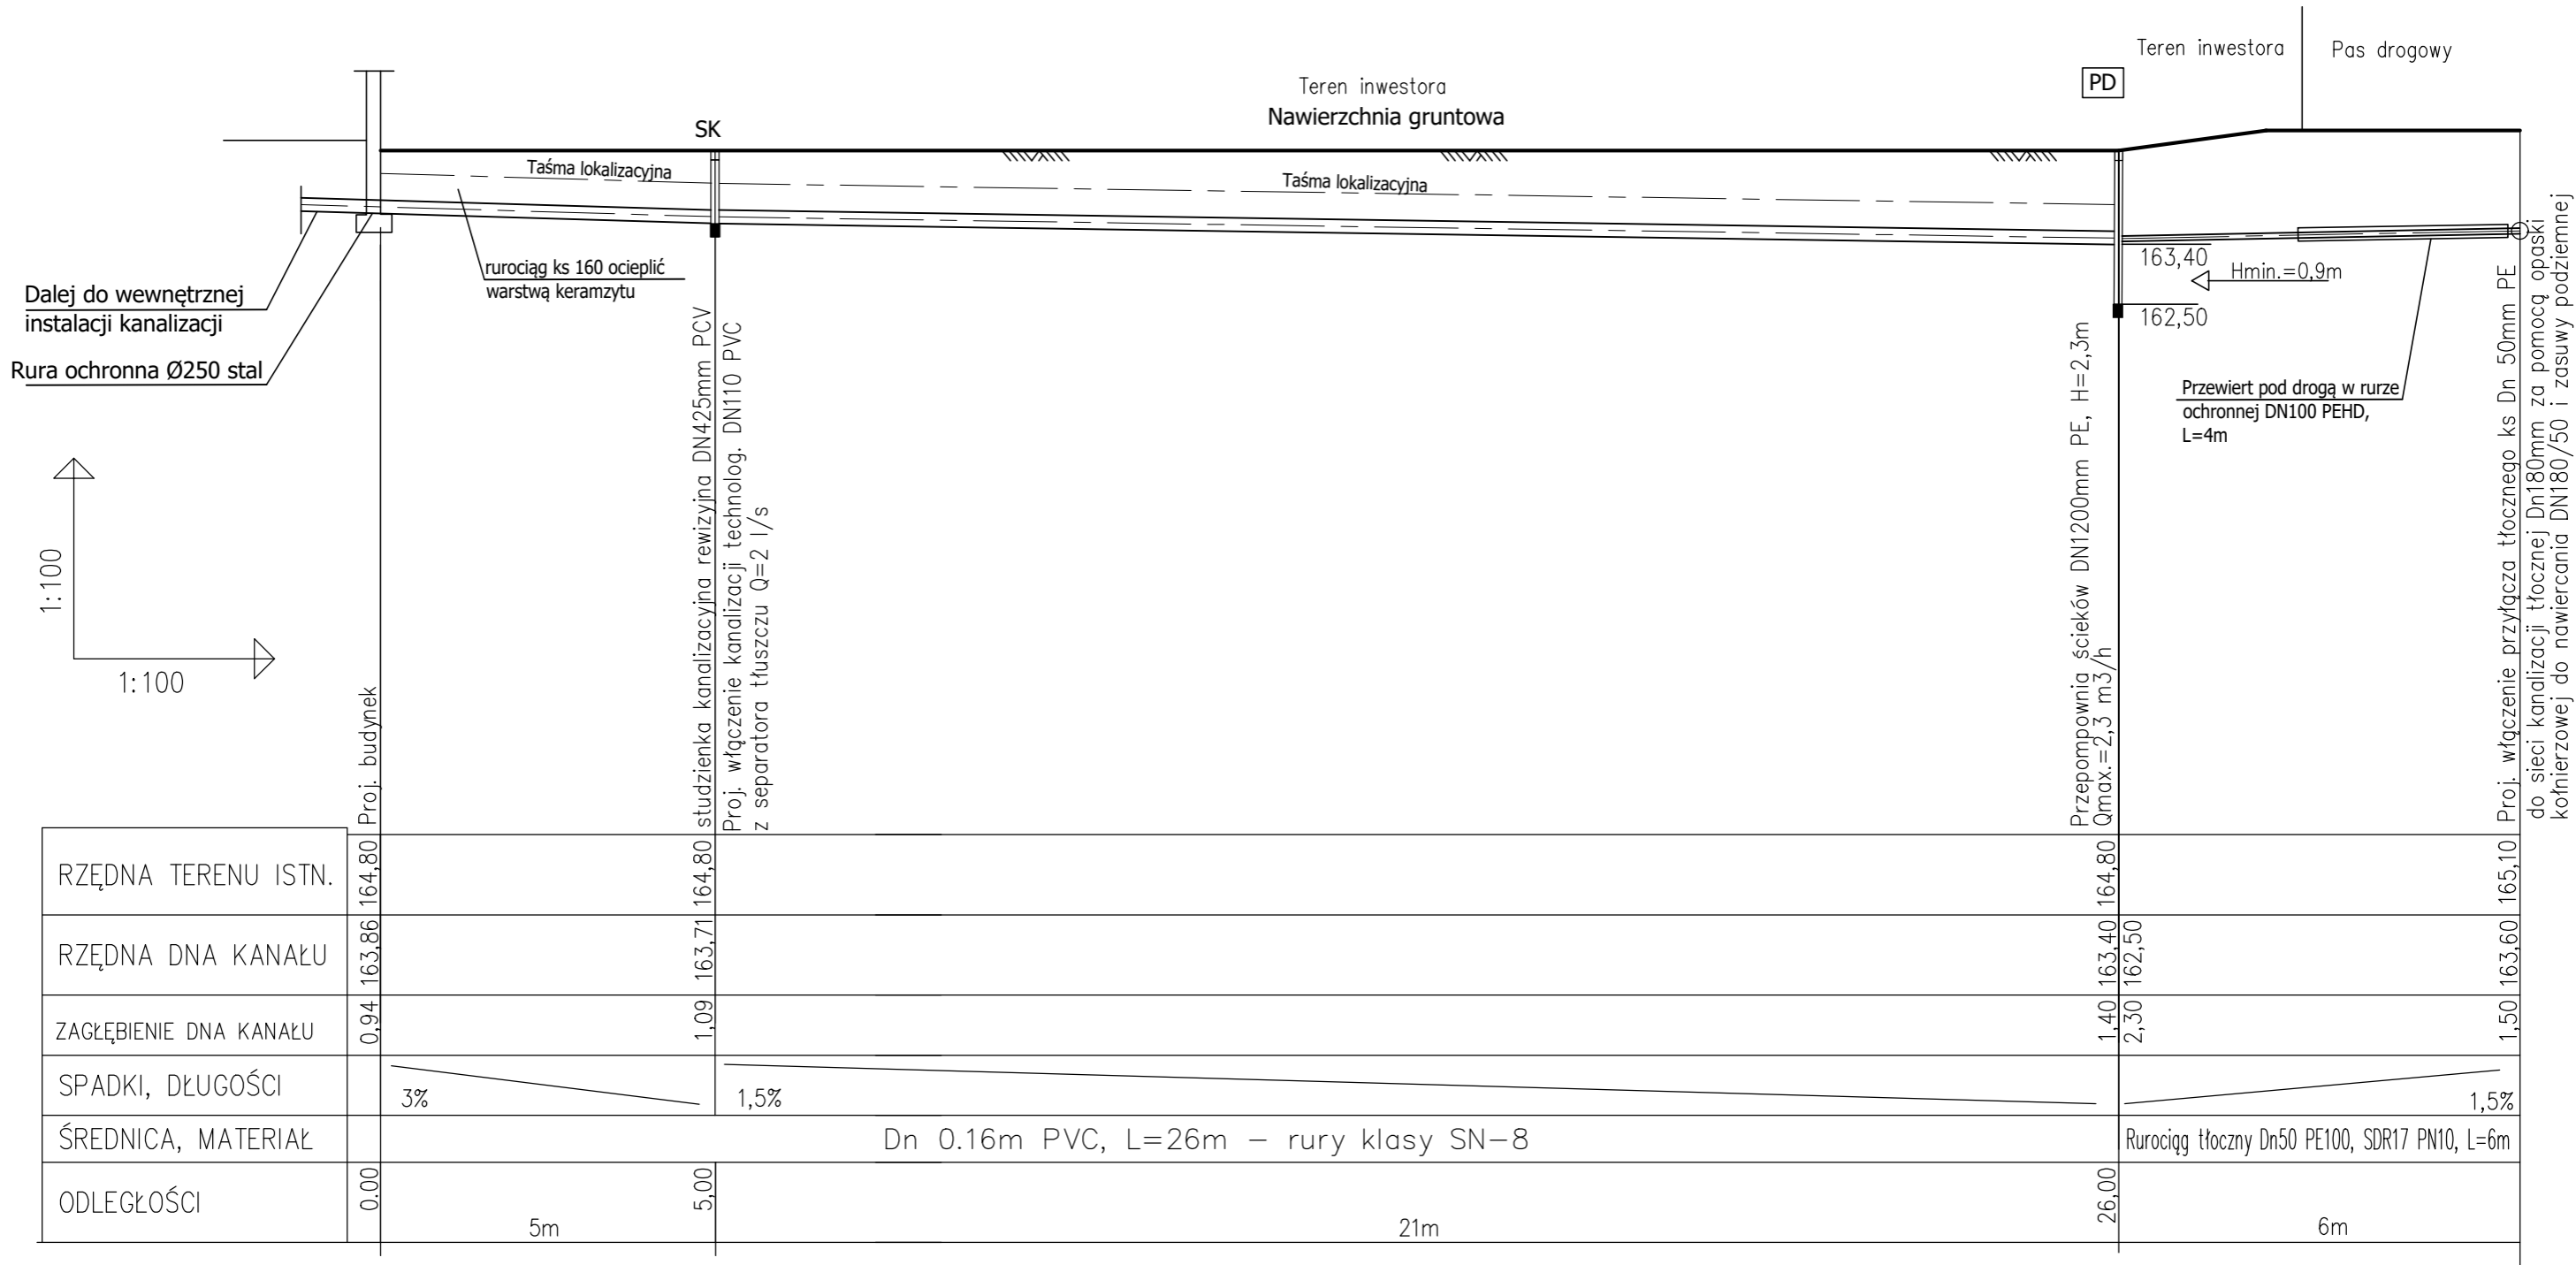 Teren inwestora
Pas drogowy
Teren inwestora
Nawierzchnia gruntowa
PD
SK
Taśma lokalizacyjna
Taśma lokalizacyjna
rurociąg ks 160 ocieplić
warstwą keramzytu
Dalej do wewnętrznej
instalacji kanalizacji
Rura ochronna Ø250 stal
163,40
Hmin.=0,9m
162,50
Przewiert pod drogą w rurze
ochronnej DN100 PEHD,
L=4m
1:100
1:100
Proj. budynek
studzienka kanalizacyjna rewizyjna DN425mm PCV
Proj. włączenie kanalizacji technolog. DN110 PVC
z separatora tłuszczu Q=2 l/s
Przepompownia ścieków DN1200mm PE, H=2,3m
Qmax.=2,3 m3/h
Proj. włączenie przyłącza tłocznego ks Dn 50mm PE
do sieci kanalizacji tłocznej Dn180mm za pomocą opaski
kołnierzowej do nawiercania DN180/50 i zasuwy podziemnej
RZĘDNA TERENU ISTN.
164,80
164,80
164,80
165,10
RZĘDNA DNA KANAŁU
163,86
163,71
163,40
162,50
163,60
ZAGŁĘBIENIE DNA KANAŁU
0,94
1,09
1,40
2,30
1,50
SPADKI, DŁUGOŚCI
3%
1,5%
1,5%
ŚREDNICA, MATERIAŁ
Dn 0.16m PVC, L=26m – rury klasy SN–8
Rurociąg tłoczny Dn50 PE100, SDR17 PN10, L=6m
ODLEGŁOŚCI
0.00
5,00
26,00
5m
21m
6m